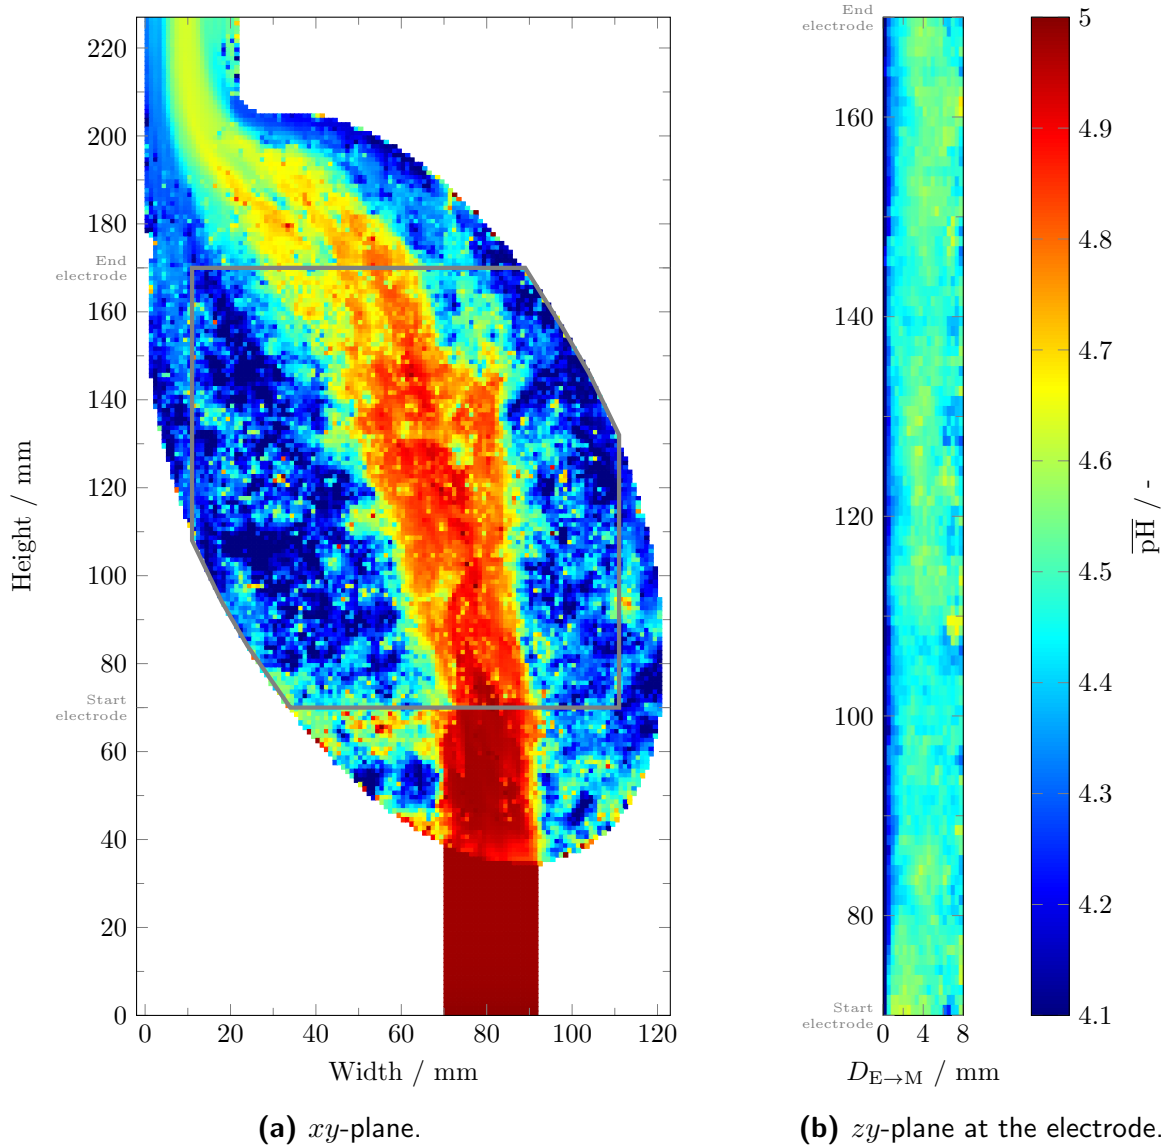 220
200
180
160
140
120
100
80
60
40
20
0
End
electrode
Start
electrode
Height / mm
0 20 40 60 80 100 120
Width / mm
(a) xy-plane.
End
electrode
160
140
120
100
80
Start
electrode
0 4 8
D_{E→M} / mm
(b) zy-plane at the electrode.
5
4.9
4.8
4.7
4.6
4.5
4.4
4.3
4.2
4.1
p̅H̅ / -